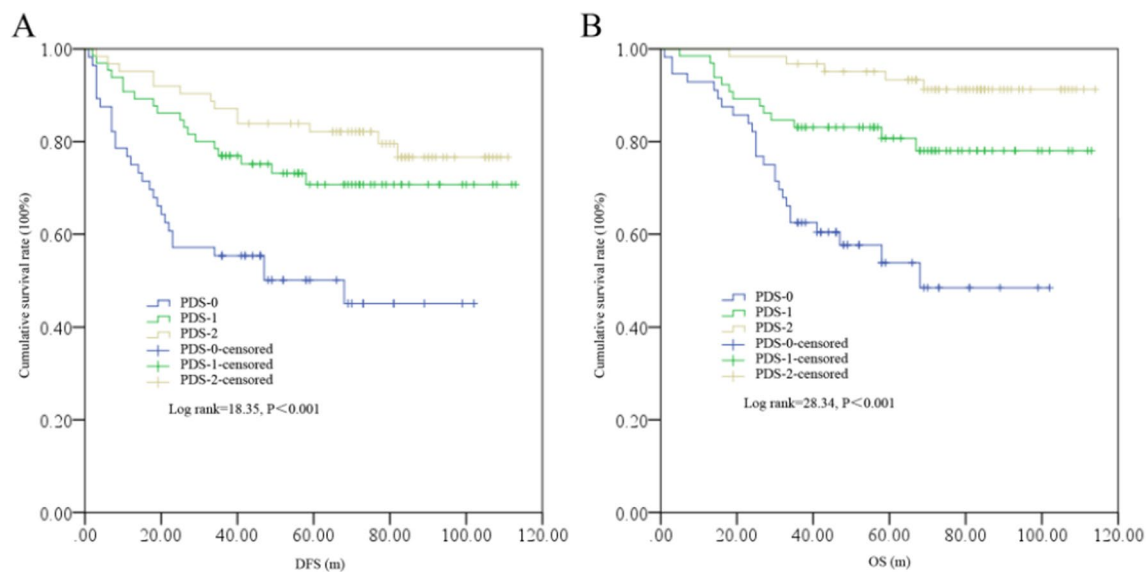 A
Cumulative survival rate (100%)
1.00
0.80
0.60
0.40
0.20
0.00
PDS-0
PDS-1
PDS-2
PDS-0-censored
PDS-1-censored
PDS-2-censored
Log rank=18.35, P<0.001
.00 20.00 40.00 60.00 80.00 100.00 120.00
DFS (m)
B
Cumulative survival rate (100%)
1.00
0.80
0.60
0.40
0.20
0.00
PDS-0
PDS-1
PDS-2
PDS-0-censored
PDS-1-censored
PDS-2-censored
Log rank=28.34, P<0.001
.00 20.00 40.00 60.00 80.00 100.00 120.00
OS (m)